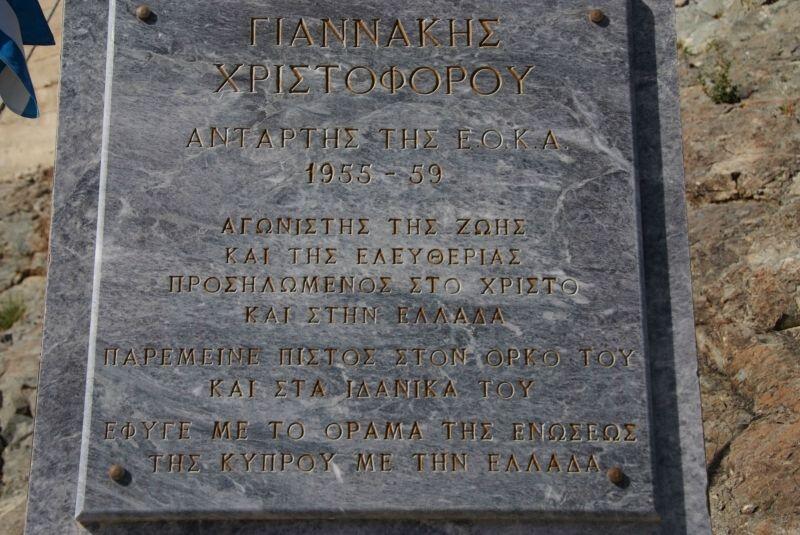 ΓΙΑΝΝΑΚΗΣ
ΧΡΙΣΤΟΦΟΡΟΥ
ΑΝΤΑΡΤΗΣ ΤΗΣ Ε.Ο.Κ.Α.
1955 - 59
ΑΓΩΝΙΣΤΗΣ ΤΗΣ ΖΩΗΣ
ΚΑΙ ΤΗΣ ΕΛΕΥΘΕΡΙΑΣ
ΠΡΟΣΗΛΩΜΕΝΟΣ ΣΤΟ ΧΡΙΣΤΟ
ΚΑΙ ΣΤΗΝ ΕΛΛΑΔΑ
ΠΑΡΕΜΕΙΝΕ ΠΙΣΤΟΣ ΣΤΟΝ ΟΡΚΟ ΤΟΥ
ΚΑΙ ΣΤΑ ΙΔΑΝΙΚΑ ΤΟΥ
ΕΦΥΓΕ ΜΕ ΤΟ ΟΡΑΜΑ ΤΗΣ ΕΝΩΣΕΩΣ
ΤΗΣ ΚΥΠΡΟΥ ΜΕ ΤΗΝ ΕΛΛΑΔΑ